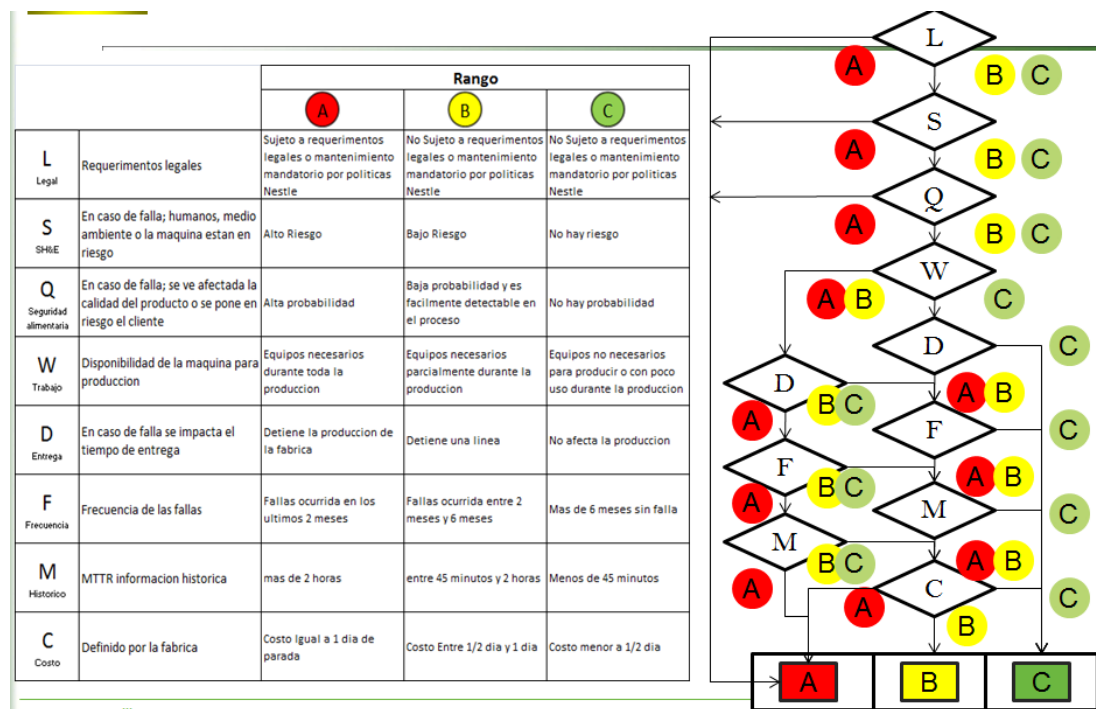 Rango
A B C
L
Legal
Requerimentos legales
Sujeto a requerimentos
legales o mantenimiento
mandatorio por politicas
Nestle
No Sujeto a requerimentos
legales o mantenimiento
mandatorio por politicas
Nestle
No Sujeto a requerimentos
legales o mantenimiento
mandatorio por politicas
Nestle
S
SH&E
En caso de falla; humanos, medio
ambiente o la maquina estan en
riesgo
Alto Riesgo
Bajo Riesgo
No hay riesgo
Q
Seguridad
alimentaria
En caso de falla; se ve afectada la
calidad del producto o se pone en
riesgo el cliente
Alta probabilidad
Baja probabilidad y es
facilmente detectable en
el proceso
No hay probabilidad
W
Trabajo
Disponibilidad de la maquina para
produccion
Equipos necesarios
durante toda la
produccion
Equipos necesarios
parcialmente durante la
produccion
Equipos no necesarios
para producir o con poco
uso durante la produccion
D
Entrega
En caso de falla se impacta el
tiempo de entrega
Detiene la produccion de
la fabrica
Detiene una linea
No afecta la produccion
F
Frecuencia
Frecuencia de las fallas
Fallas ocurrida en los
ultimos 2 meses
Fallas ocurrida entre 2
meses y 6 meses
Mas de 6 meses sin falla
M
Historico
MTTR informacion historica
mas de 2 horas
entre 45 minutos y 2 horas
Menos de 45 minutos
C
Costo
Definido por la fabrica
Costo Igual a 1 dia de
parada
Costo Entre 1/2 dia y 1 dia
Costo menor a 1/2 dia
L
A B C
S
A B C
Q
A B C
W
A B C
D
C
D
A B C
A B
F
C
F
A B C
A B
M
C
M
A B C
A B
C
A A B C
A B C